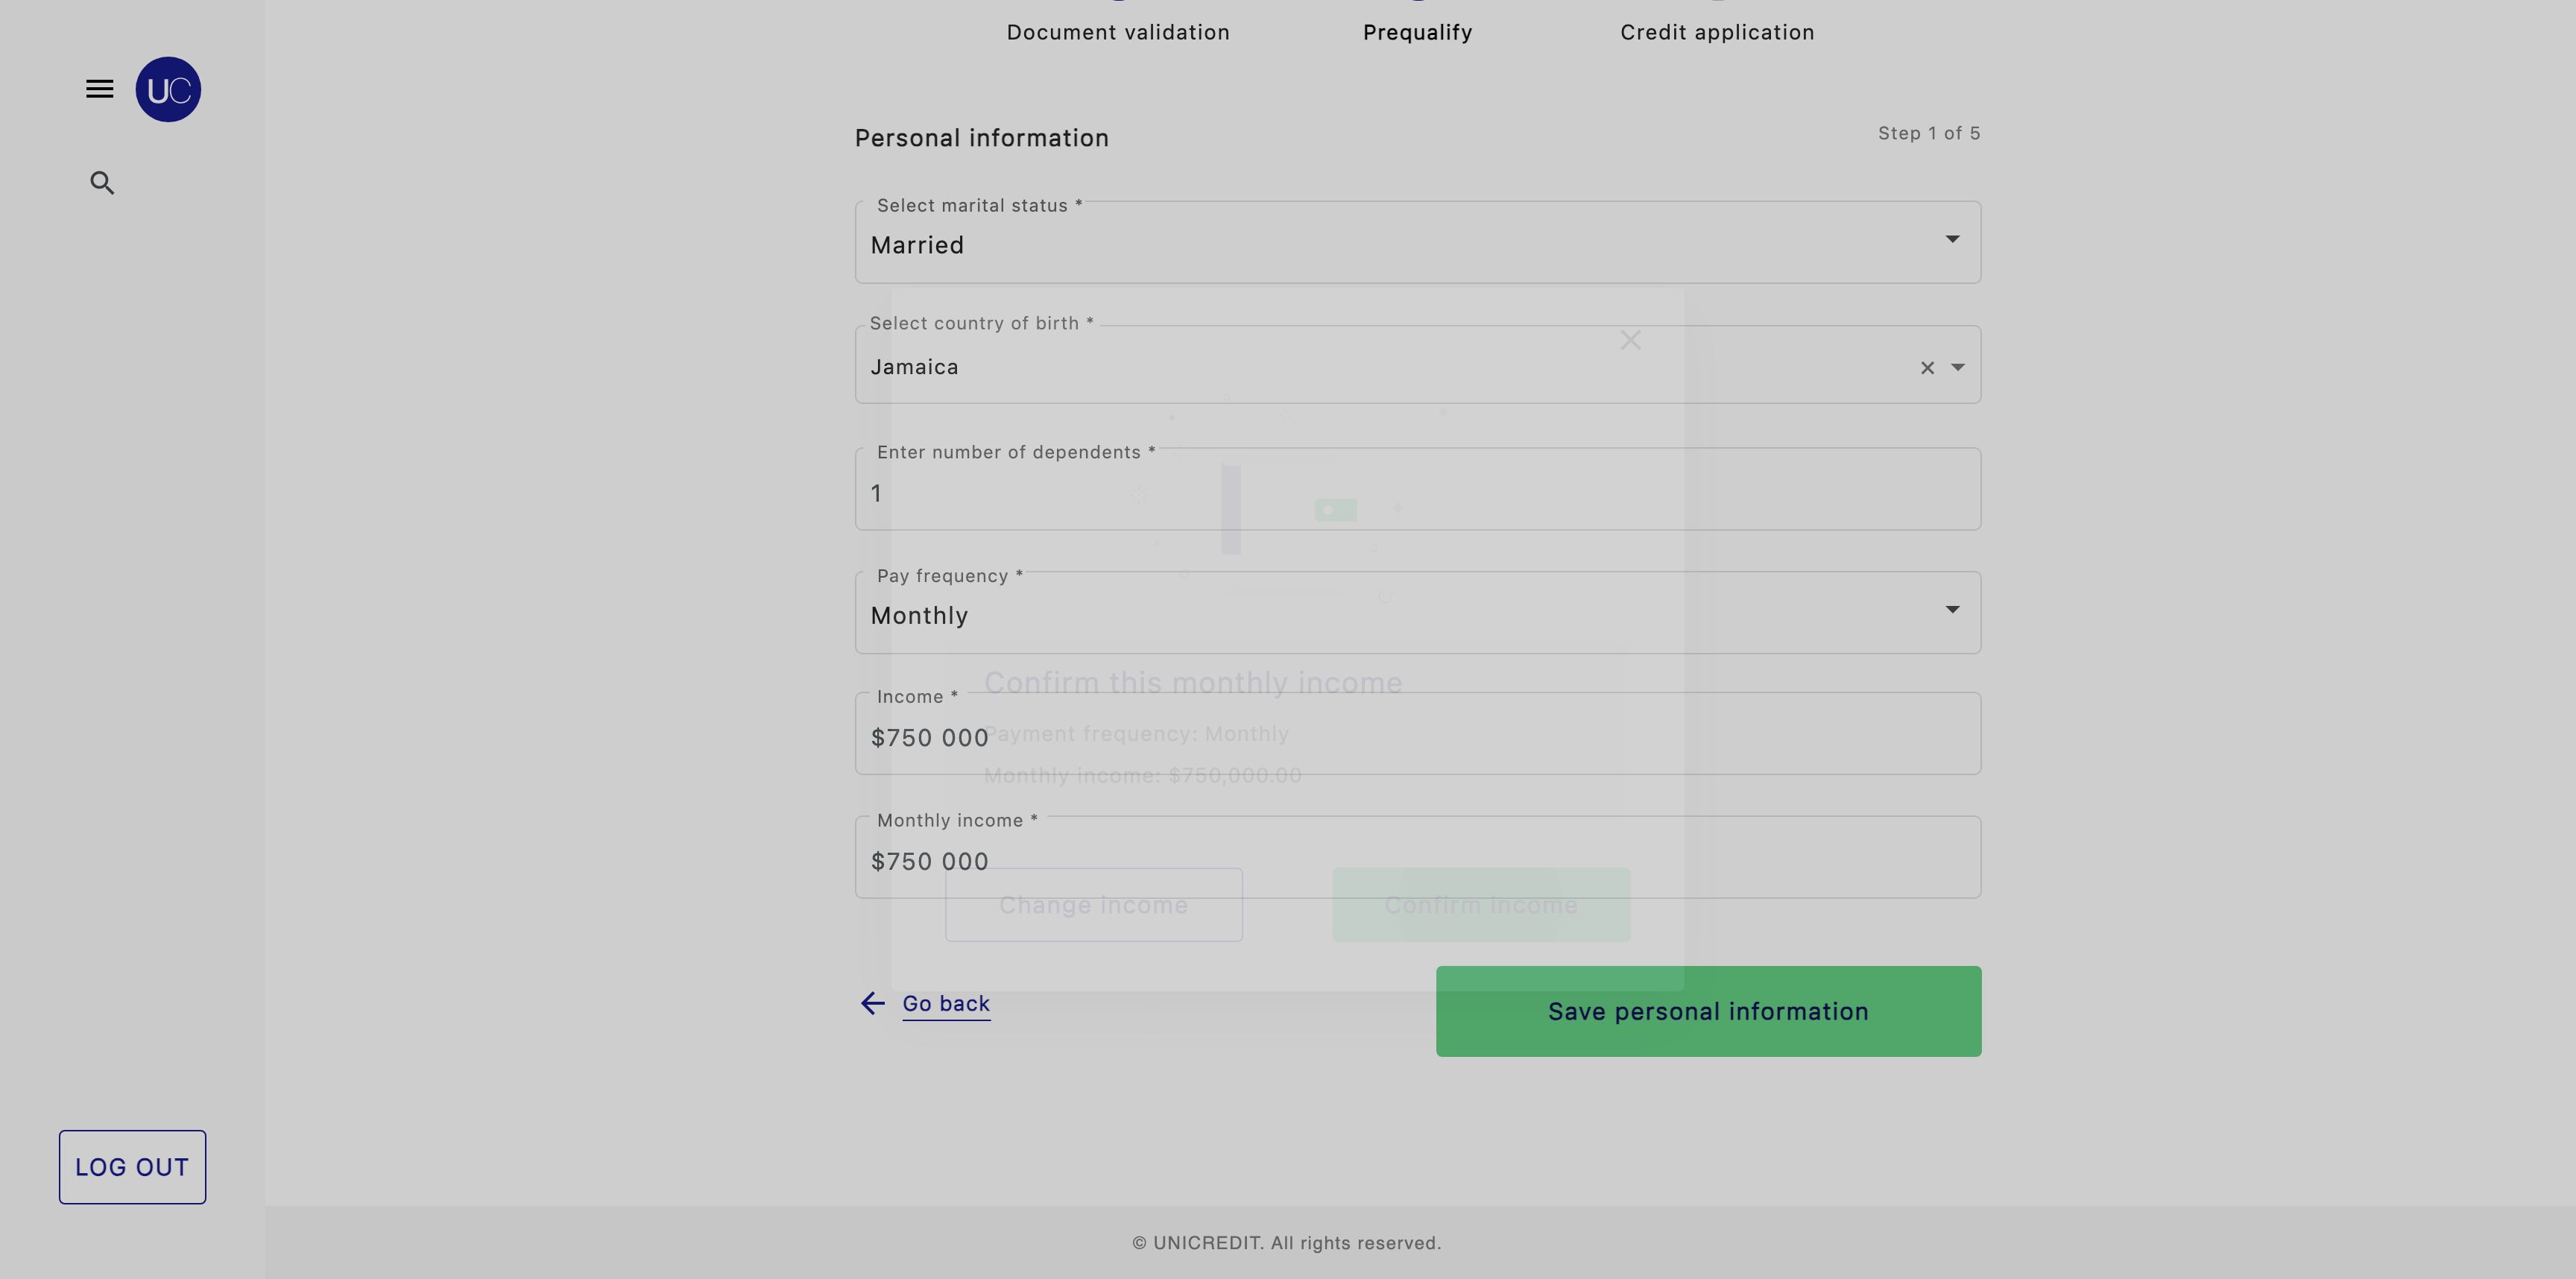 Document validation
Prequalify
Credit application
UC
Personal information
Step 1 of 5
Select marital status *
Married
Select country of birth *
Jamaica
Enter number of dependents *
1
Pay frequency *
Monthly
Confirm this monthly income
Income *
$750 000
Payment frequency: Monthly
Monthly income: $750,000.00
Monthly income *
$750 000
Change income
Confirm income
Go back
Save personal information
LOG OUT
© UNICREDIT. All rights reserved.